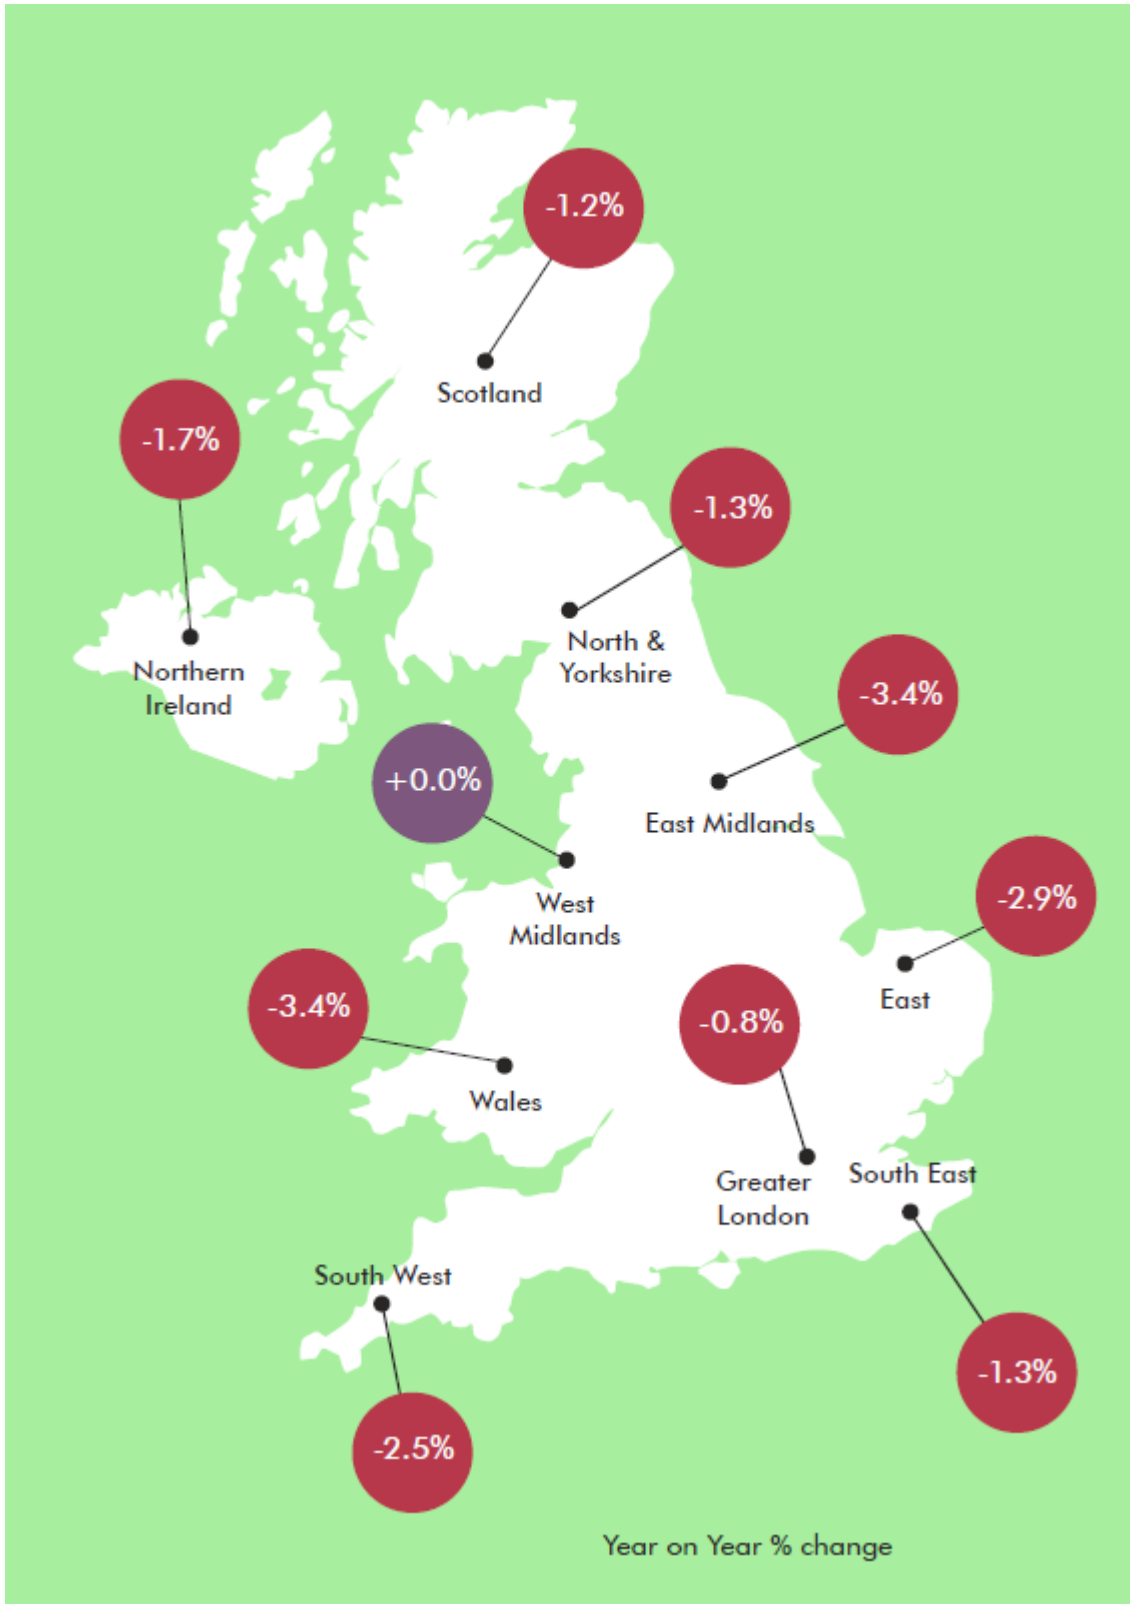 -1.2%
Scotland
-1.7%
Northern
Ireland
-1.3%
North &
Yorkshire
-3.4%
East Midlands
+0.0%
West
Midlands
-2.9%
East
-3.4%
Wales
-0.8%
Greater
London
South East
-1.3%
South West
-2.5%
Year on Year % change